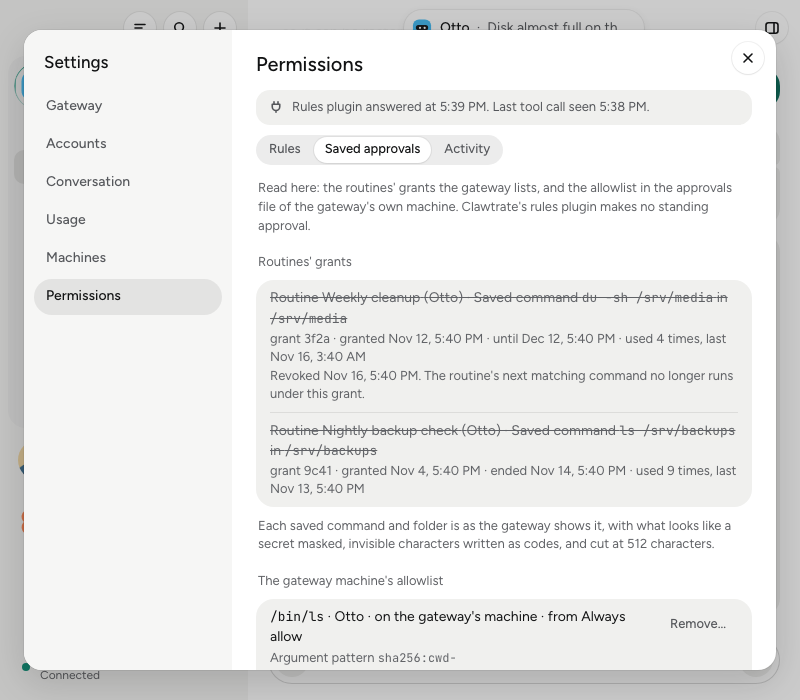 Otto · Disk almost full on th
Settings
Gateway
Accounts
Conversation
Usage
Machines
Permissions
Connected
Permissions
Rules plugin answered at 5:39 PM. Last tool call seen 5:38 PM.
Rules
Saved approvals
Activity
Read here: the routines' grants the gateway lists, and the allowlist in the approvals
file of the gateway's own machine. Clawtrate's rules plugin makes no standing
approval.
Routines' grants
Routine Weekly cleanup (Otto) · Saved command du -sh /srv/media in
/srv/media
grant 3f2a · granted Nov 12, 5:40 PM · until Dec 12, 5:40 PM · used 4 times, last
Nov 16, 3:40 AM
Revoked Nov 16, 5:40 PM. The routine's next matching command no longer runs
under this grant.
Routine Nightly backup check (Otto) · Saved command ls /srv/backups
in /srv/backups
grant 9c41 · granted Nov 4, 5:40 PM · ended Nov 14, 5:40 PM · used 9 times, last
Nov 13, 5:40 PM
Each saved command and folder is as the gateway shows it, with what looks like a
secret masked, invisible characters written as codes, and cut at 512 characters.
The gateway machine's allowlist
/bin/ls · Otto · on the gateway's machine · from Always
allow
Remove...
Argument pattern sha256:cwd-